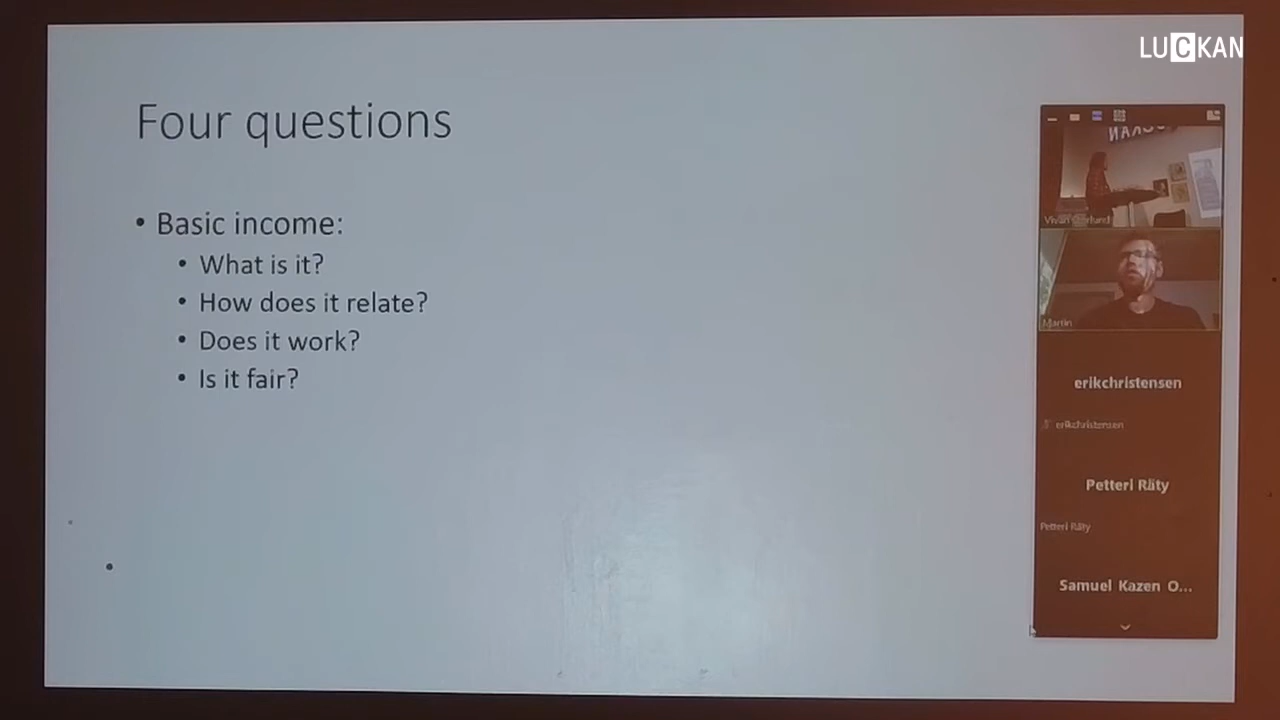 LUCKAN
Four questions
• Basic income:
• What is it?
• How does it relate?
• Does it work?
• Is it fair?
Martin
erikchristensen
erikchristensen
Petteri Räty
Petteri Räty
Samuel Kazen O...